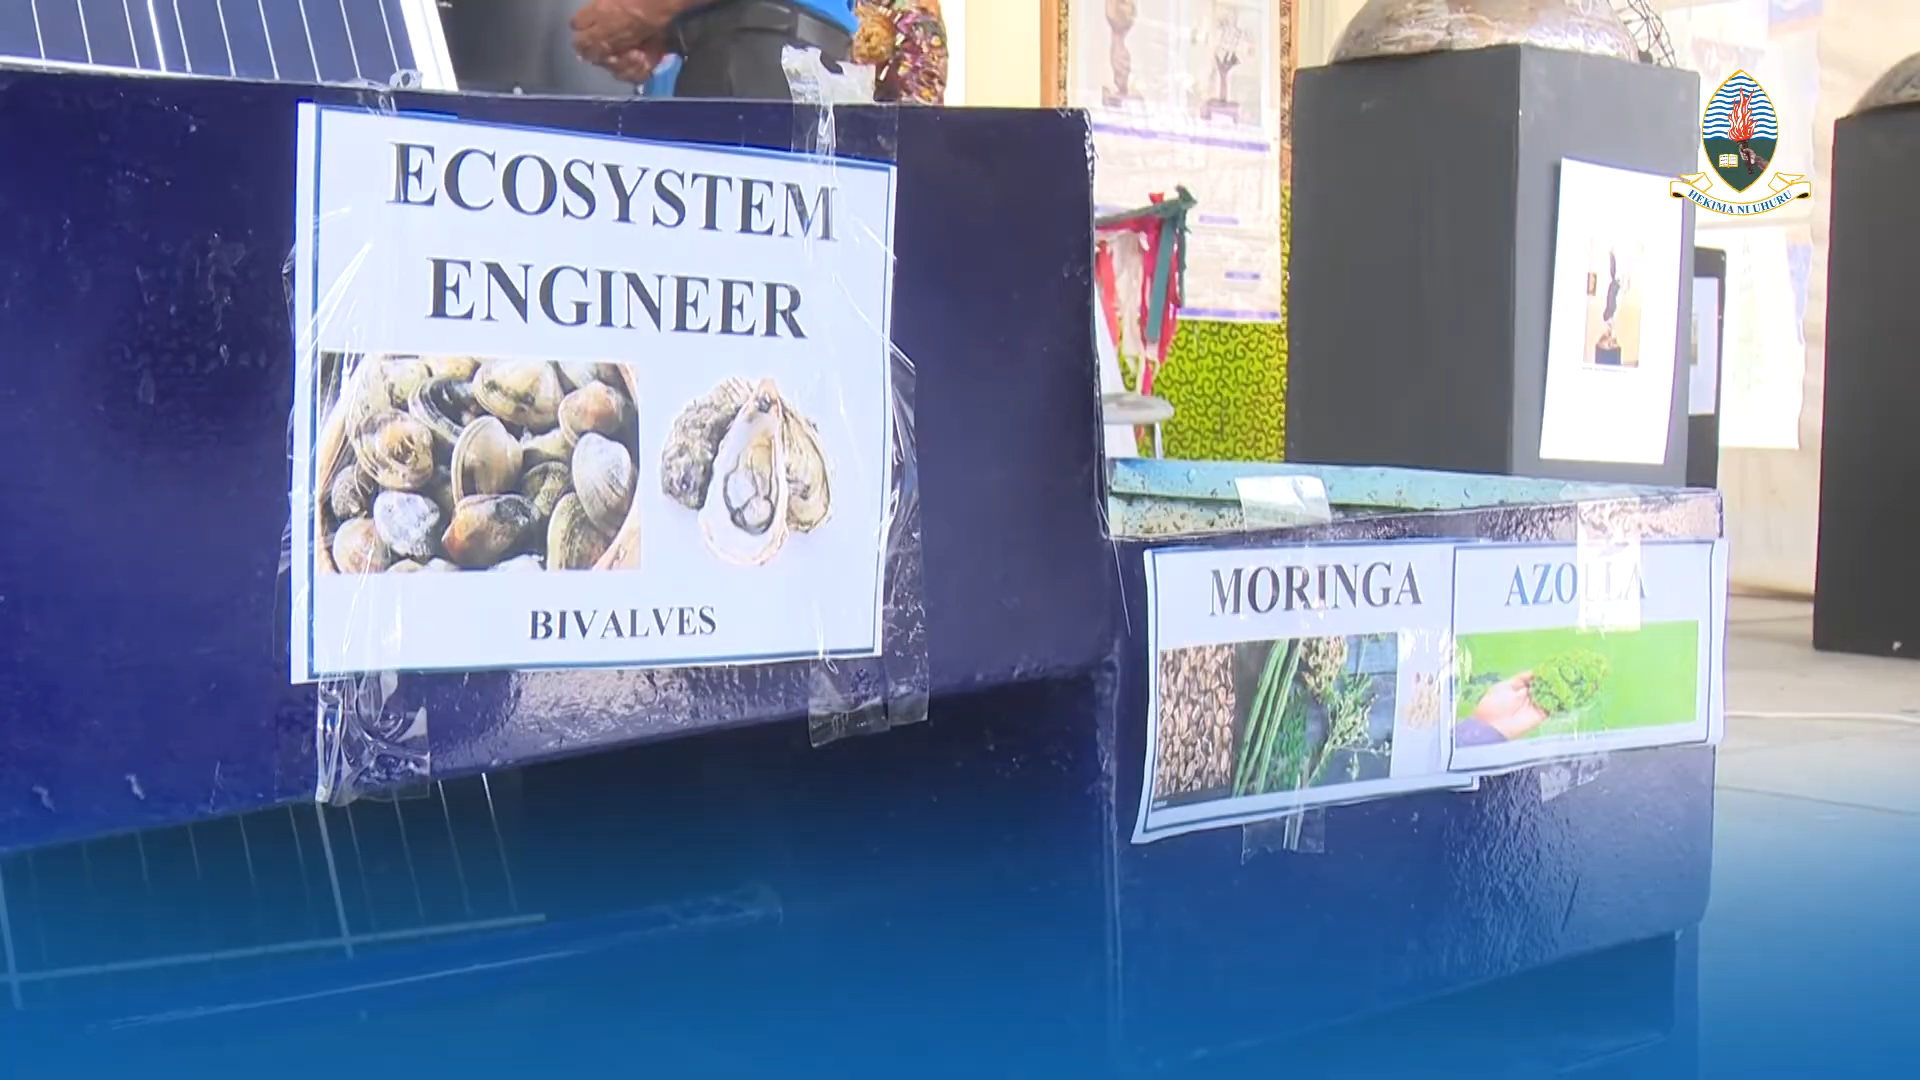 ECOSYSTEM
ENGINEER
BIVALVES
MORINGA
AZOLLA
HEKIMA NI UHURU